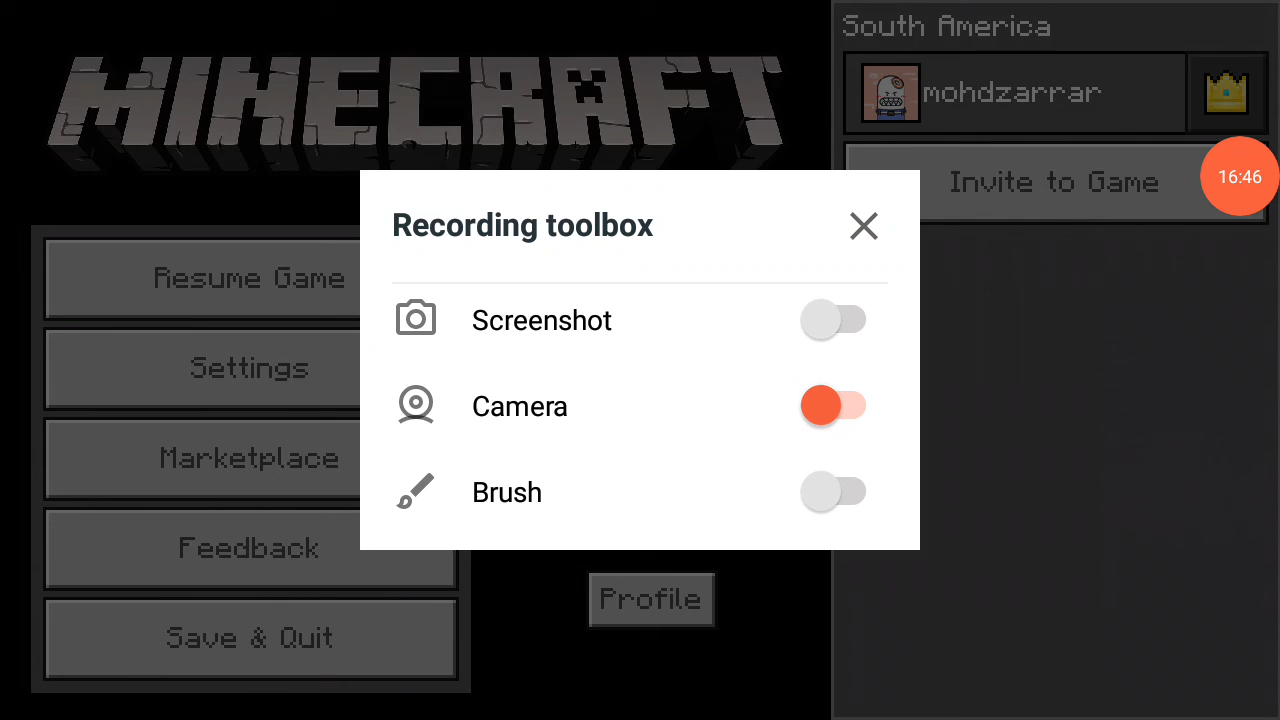 MINECRAFT
South America
mohdzarrar
Invite to Game
16:46
Recording toolbox
Screenshot
Camera
Brush
Resume Game
Settings
Marketplace
Feedback
Save & Quit
Profile